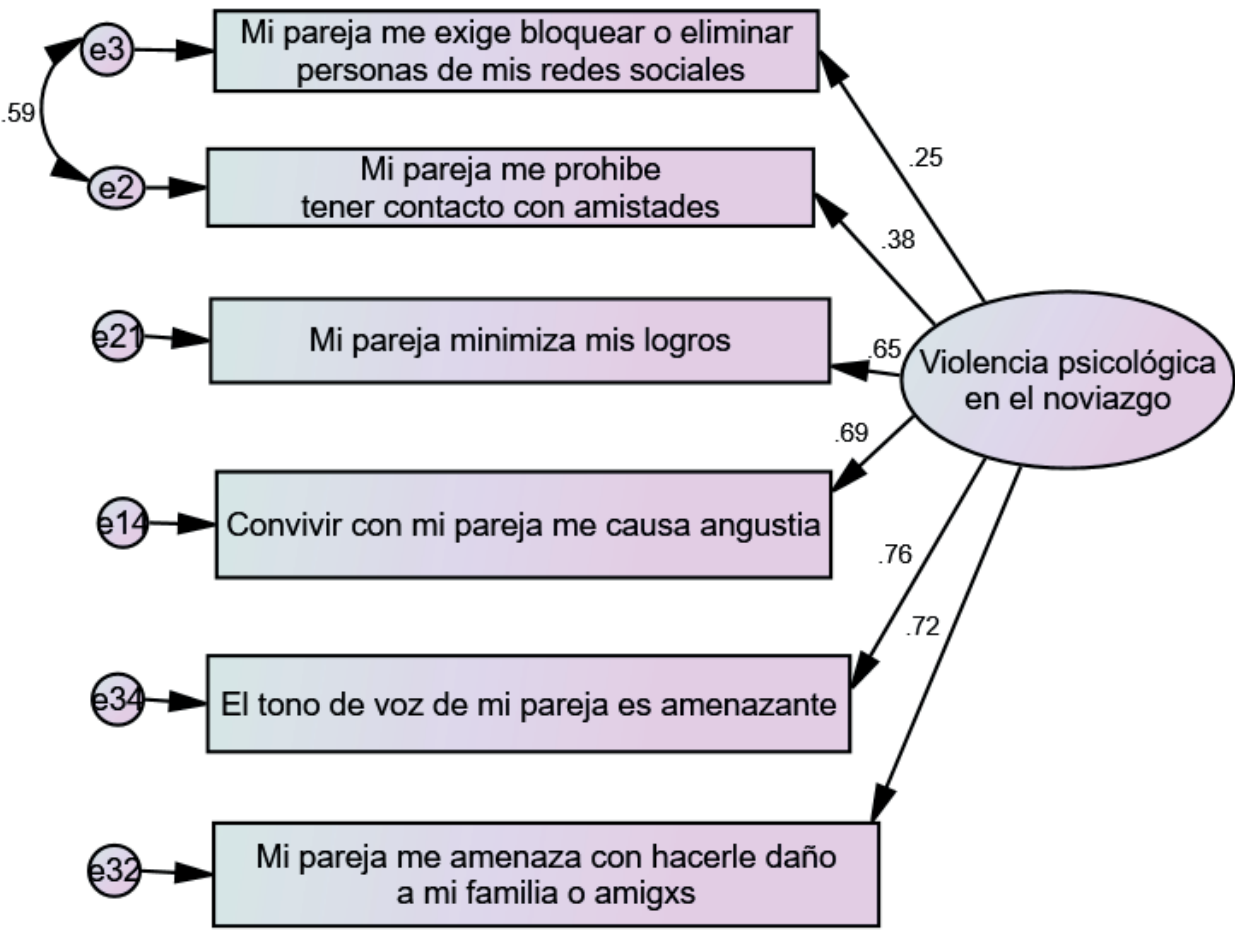 e3
Mi pareja me exige bloquear o eliminar
personas de mis redes sociales
.59
.25
e2
Mi pareja me prohibe
tener contacto con amistades
.38
e21
Mi pareja minimiza mis logros
.65
Violencia psicológica
en el noviazgo
.69
e14
Convivir con mi pareja me causa angustia
.76
.72
e34
El tono de voz de mi pareja es amenazante
e32
Mi pareja me amenaza con hacerle daño
a mi familia o amigxs